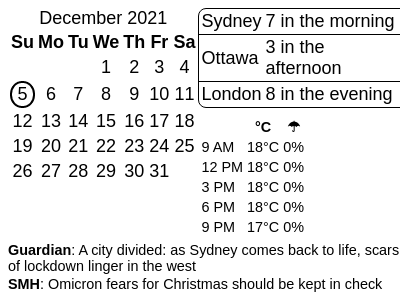 December 2021
Su Mo Tu We Th Fr Sa
1 2 3 4
5 6 7 8 9 10 11
12 13 14 15 16 17 18
19 20 21 22 23 24 25
26 27 28 29 30 31
Sydney 7 in the morning
Ottawa 3 in the
afternoon
London 8 in the evening
°C ☂
9 AM 18°C 0%
12 PM 18°C 0%
3 PM 18°C 0%
6 PM 18°C 0%
9 PM 17°C 0%
Guardian: A city divided: as Sydney comes back to life, scars
of lockdown linger in the west
SMH: Omicron fears for Christmas should be kept in check